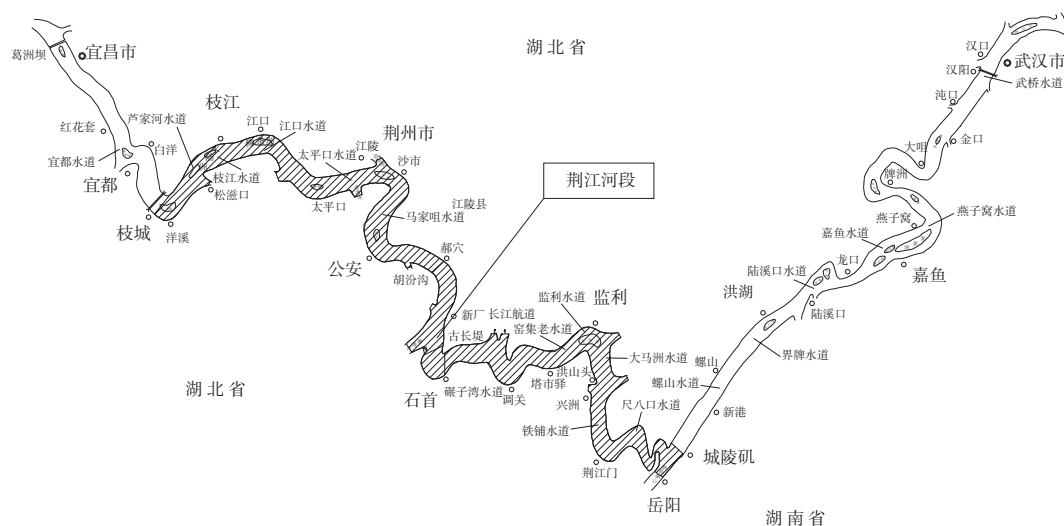 湖北省
葛洲坝
宜昌市
红花套
宜都水道
宜都
白洋
枝城
洋溪
芦家河水道
枝江
枝江水道
松滋口
江口
江口水道
太平口水道
太平口
江陵
荆州市
沙市
江陵县
马家咀水道
公安
郝穴
胡汾沟
荆江河段
新厂
长江航道
古长堤
石首
碾子湾水道
调关
窑集老水道
塔市驿
监利水道
监利
大马洲水道
洪山头
兴洲
铁铺水道
尺八口水道
荆江门
岳阳
城陵矶
新港
螺山水道
螺山
界牌水道
洪湖
陆溪口
陆溪口水道
龙口
嘉鱼水道
嘉鱼
燕子窝
燕子窝水道
牌洲
大咀
金口
沌口
武桥水道
汉阳
武汉市
汉口
湖北省
湖南省